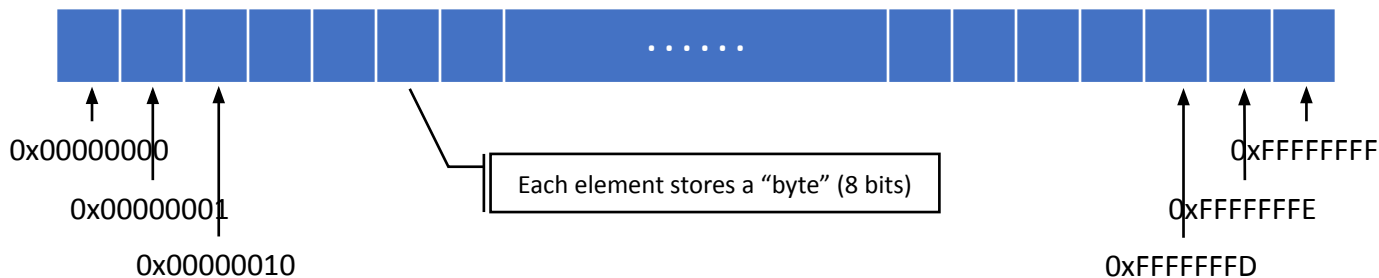 ......
0x00000000
0xFFFFFFFF
Each element stores a “byte” (8 bits)
0x00000001
0xFFFFFFFE
0x00000010
0xFFFFFFFD